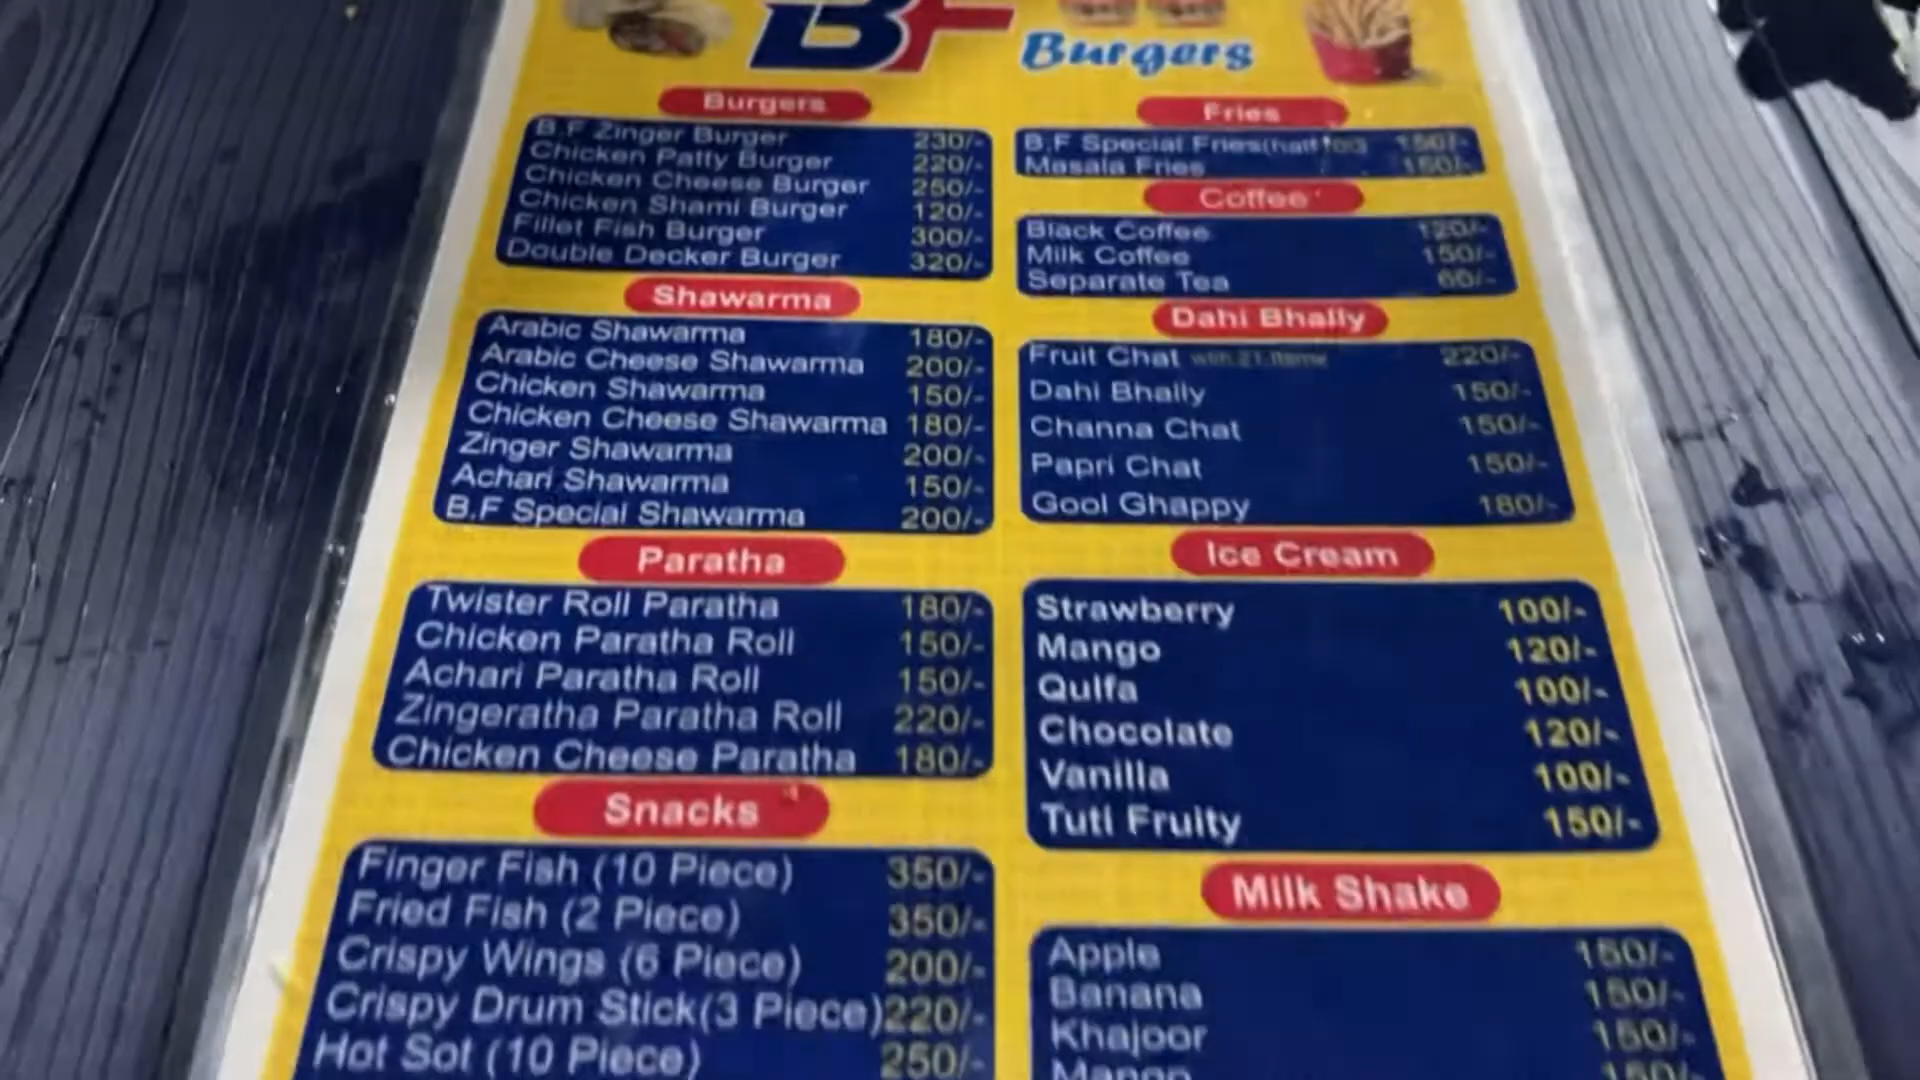 BF Burgers
Burgers
B.F Zinger Burger 230/-
Chicken Patty Burger 220/-
Chicken Cheese Burger 250/-
Chicken Shami Burger 120/-
Fillet Fish Burger 300/-
Double Decker Burger 320/-
Shawarma
Arabic Shawarma 180/-
Arabic Cheese Shawarma 200/-
Chicken Shawarma 150/-
Chicken Cheese Shawarma 180/-
Zinger Shawarma 200/-
Achari Shawarma 150/-
B.F Special Shawarma 200/-
Paratha
Twister Roll Paratha 180/-
Chicken Paratha Roll 150/-
Achari Paratha Roll 150/-
Zingeratha Paratha Roll 220/-
Chicken Cheese Paratha 180/-
Snacks
Finger Fish (10 Piece) 350/-
Fried Fish (2 Piece) 350/-
Crispy Wings (6 Piece) 200/-
Crispy Drum Stick(3 Piece) 220/-
Hot Sot (10 Piece) 250/-
Fries
B.F Special Fries 150/-
Masala Fries 150/-
Coffee
Black Coffee 120/-
Milk Coffee 150/-
Separate Tea 60/-
Dahi Bhally
Fruit Chat with 21 Items 220/-
Dahi Bhally 150/-
Channa Chat 150/-
Papri Chat 150/-
Gool Ghappy 180/-
Ice Cream
Strawberry 100/-
Mango 120/-
Qulfa 100/-
Chocolate 120/-
Vanilla 100/-
Tuti Fruity 150/-
Milk Shake
Apple 150/-
Banana 150/-
Khajoor 150/-
Mango 150/-